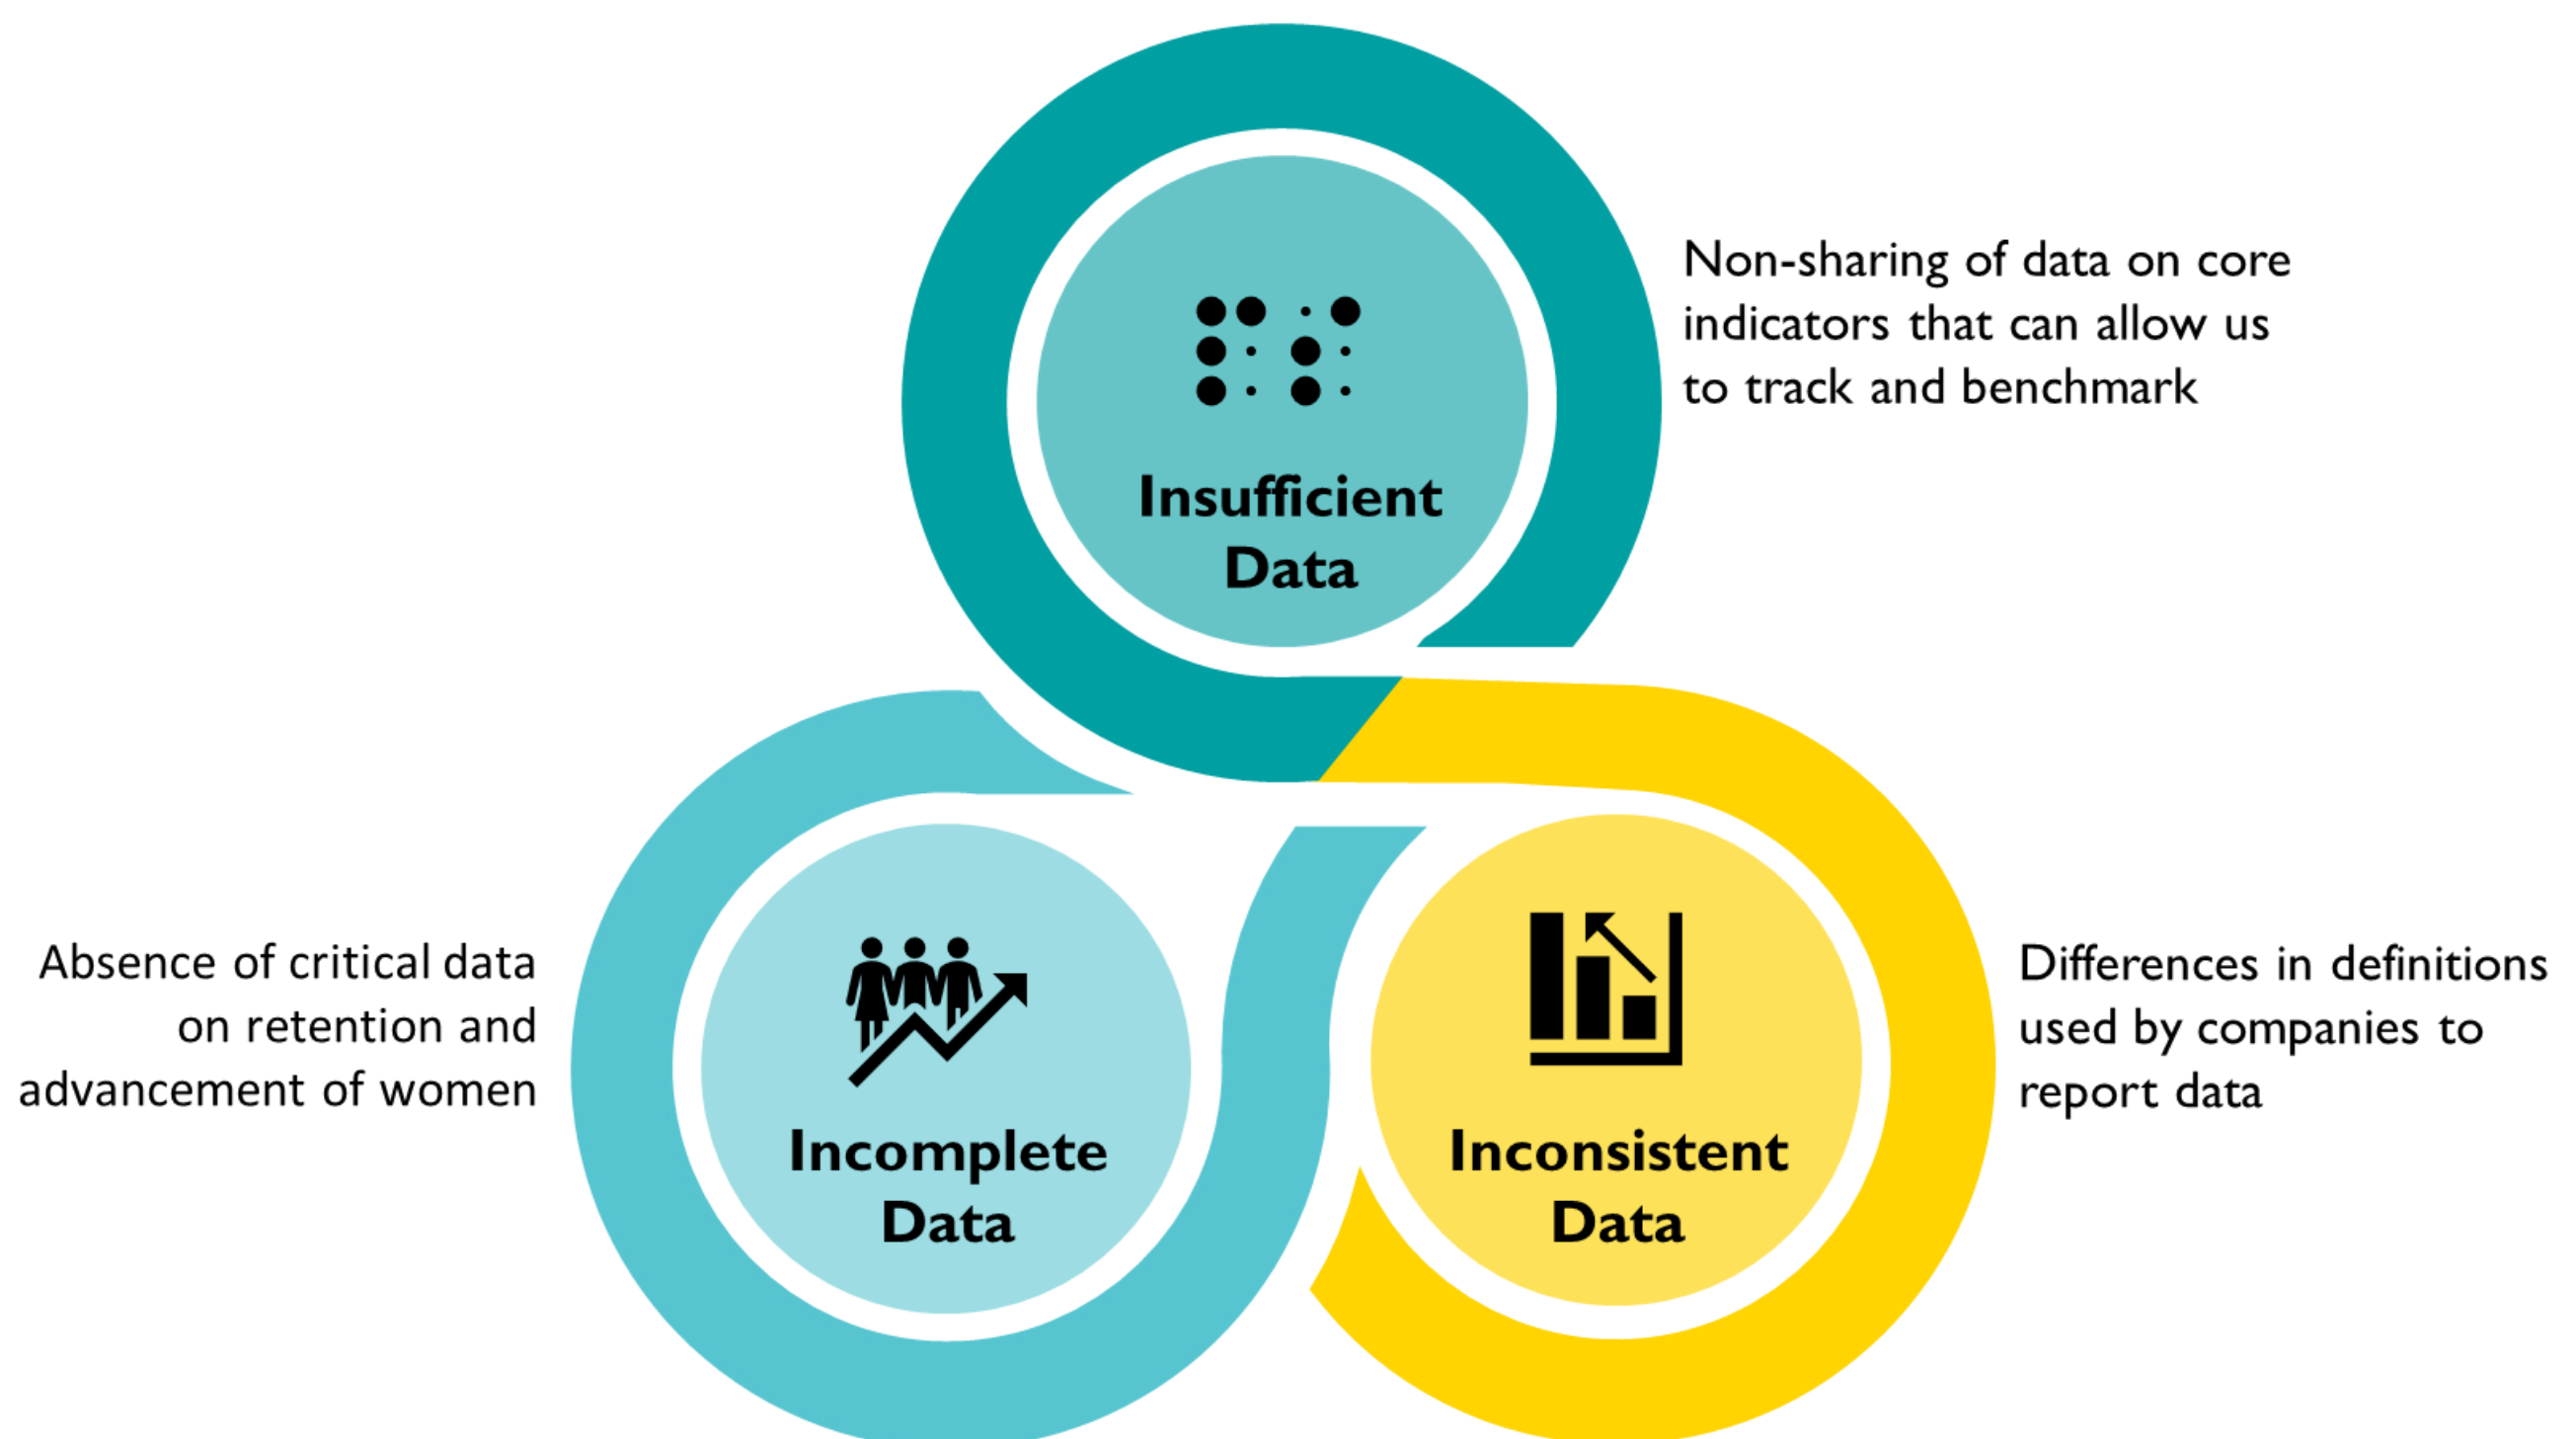 Insufficient
Data
Non-sharing of data on core
indicators that can allow us
to track and benchmark
Absence of critical data
on retention and
advancement of women
Incomplete
Data
Inconsistent
Data
Differences in definitions
used by companies to
report data